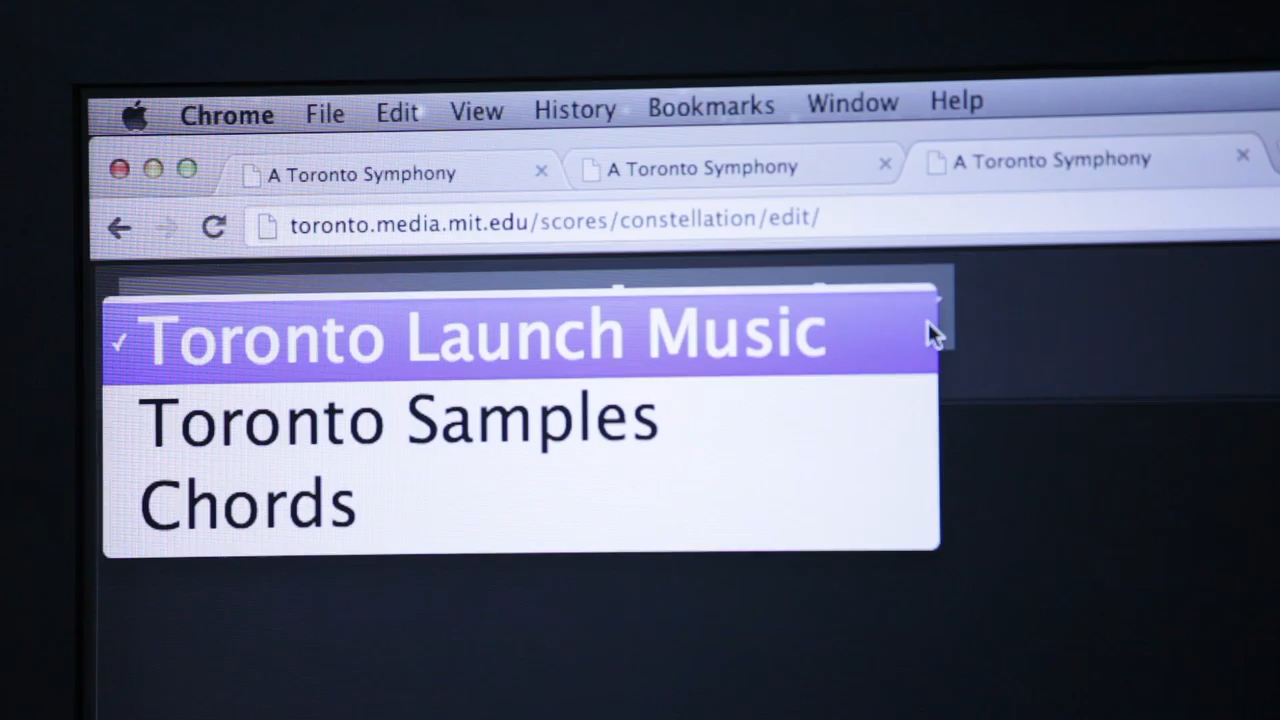 Chrome File Edit View History Bookmarks Window Help
A Toronto Symphony A Toronto Symphony A Toronto Symphony
toronto.media.mit.edu/scores/constellation/edit/
✓ Toronto Launch Music
Toronto Samples
Chords